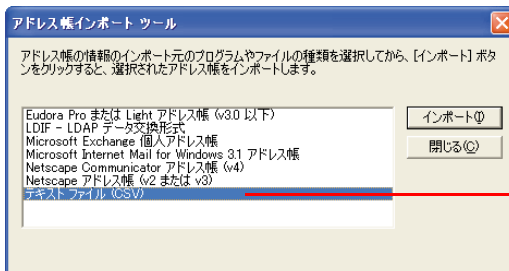 アドレス帳インポート ツール
アドレス帳の情報のインポート元のプログラムやファイルの種類を選択してから、[インポート] ボタ
ンをクリックすると、選択されたアドレス帳をインポートします。
Eudora Pro または Light アドレス帳 (v3.0 以下)
LDIF - LDAP データ交換形式
Microsoft Exchange 個人アドレス帳
Microsoft Internet Mail for Windows 3.1 アドレス帳
Netscape Communicator アドレス帳 (v4)
Netscape アドレス帳 (v2 または v3)
テキスト ファイル (CSV)
インポート(I)
閉じる(C)